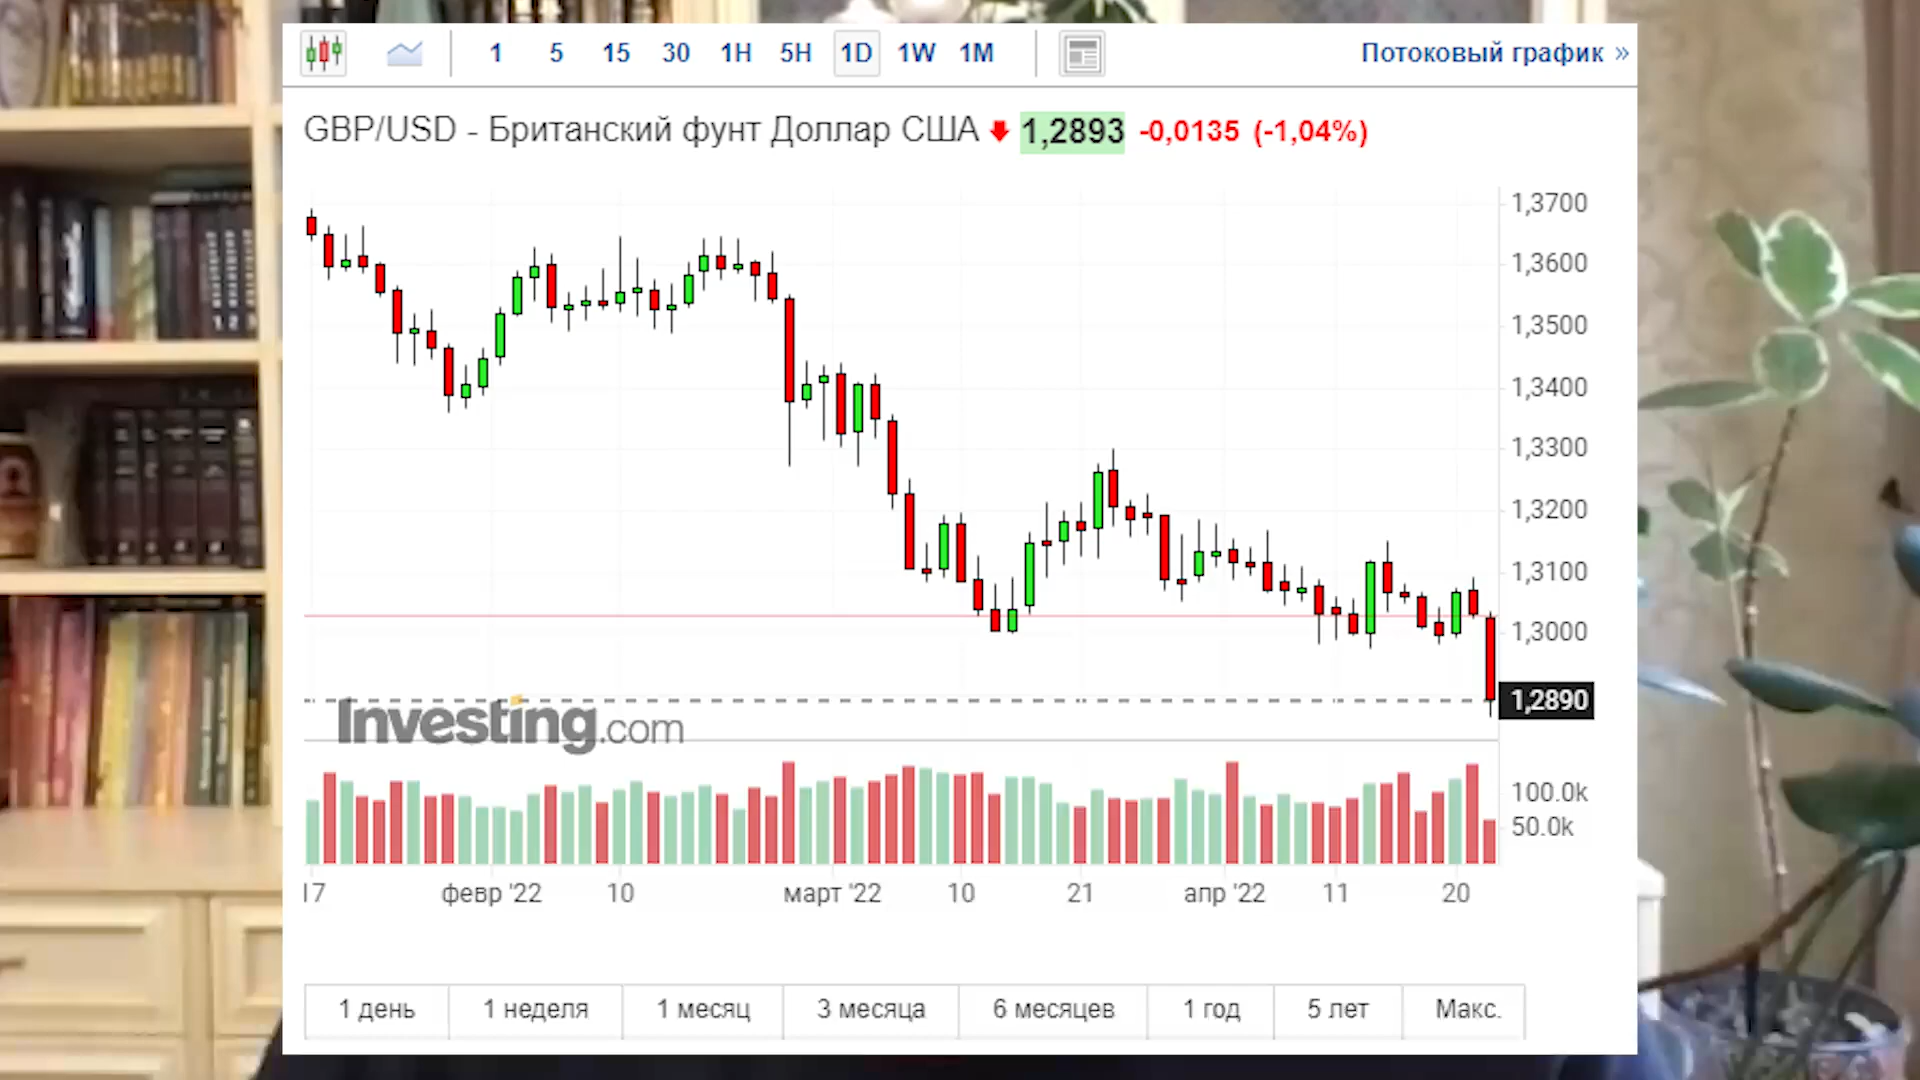 1 5 15 30 1H 5H 1D 1W 1M Потоковый график »
GBP/USD - Британский фунт Доллар США 1,2893 -0,0135 (-1,04%)
1,3700
1,3600
1,3500
1,3400
1,3300
1,3200
1,3100
1,3000
1,2890
Investing.com
100.0k
50.0k
17 февр '22 10 март '22 10 21 апр '22 11 20
1 день 1 неделя 1 месяц 3 месяца 6 месяцев 1 год 5 лет Макс.